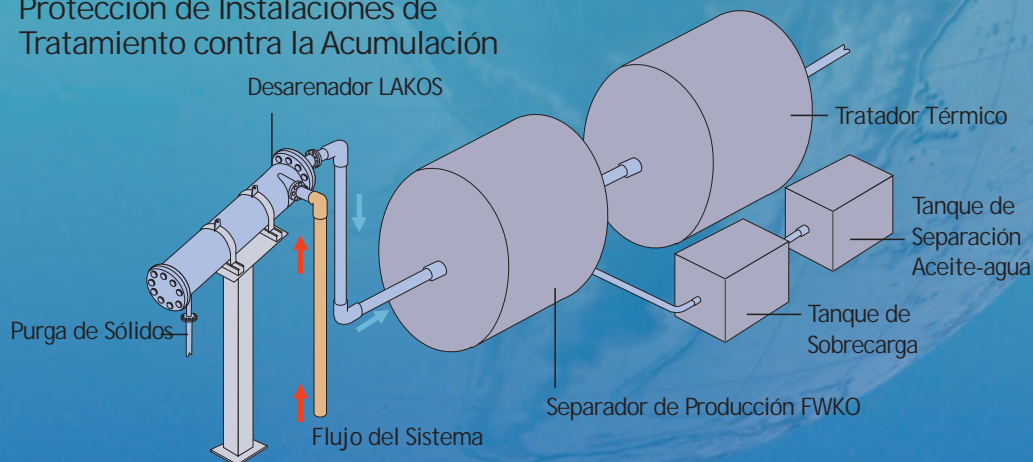 Protección de Instalaciones de
Tratamiento contra la Acumulación
Desarenador LAKOS
Tratador Térmico
Tanque de
Separación
Aceite-agua
Purga de Sólidos
Tanque de
Sobrecarga
Separador de Producción FWKO
Flujo del Sistema